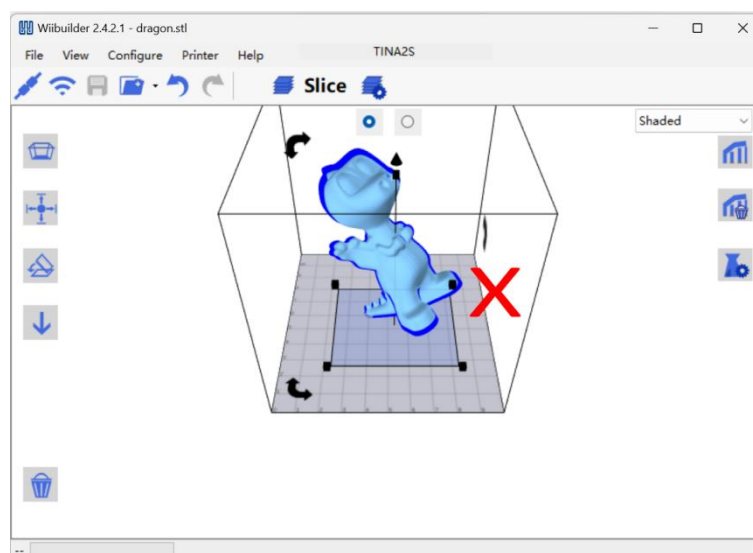 Wiibuilder 2.4.2.1 - dragon.stl
File View Configure Printer Help TINA2S
Slice
Shaded
X
--